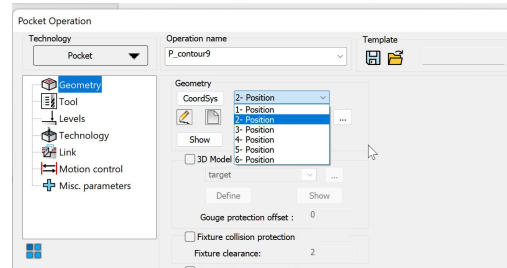 Pocket Operation
Technology
Pocket
Operation name
P_contour9
Template
Geometry
Tool
Levels
Technology
Link
Motion control
Misc. parameters
Geometry
CoordSys
2- Position
1- Position
2- Position
3- Position
4- Position
5- Position
6- Position
...
Show
3D Model
target
...
Define
Show
Gouge protection offset :
0
Fixture collision protection
Fixture clearance:
2